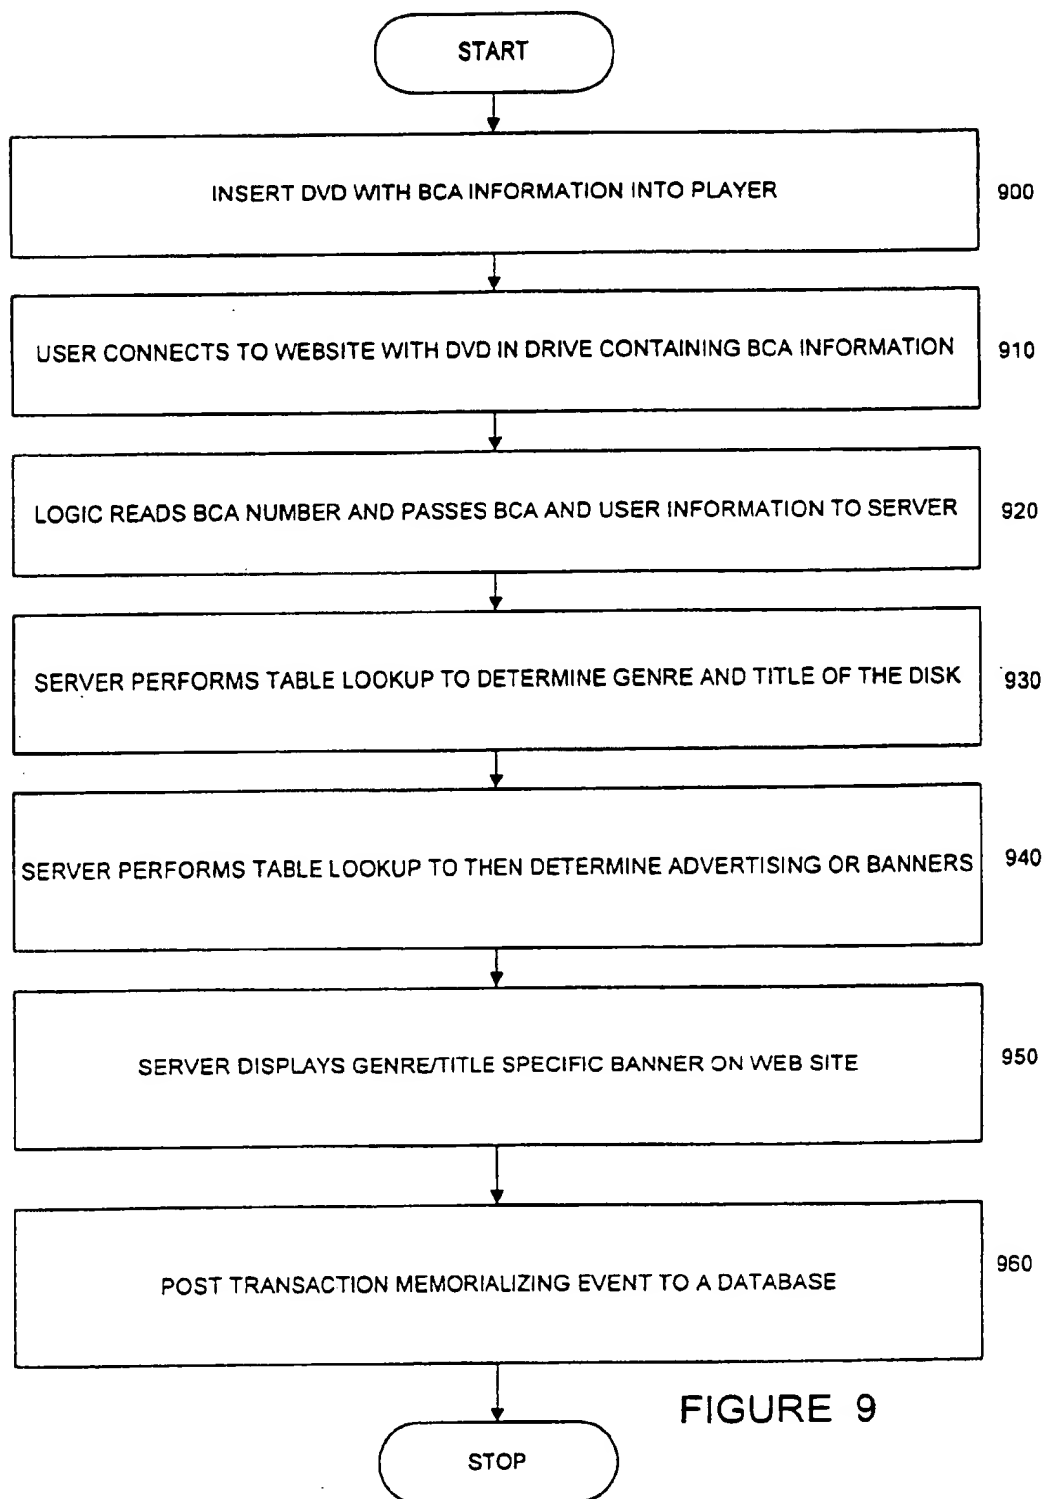 START
INSERT DVD WITH BCA INFORMATION INTO PLAYER
900
USER CONNECTS TO WEBSITE WITH DVD IN DRIVE CONTAINING BCA INFORMATION
910
LOGIC READS BCA NUMBER AND PASSES BCA AND USER INFORMATION TO SERVER
920
SERVER PERFORMS TABLE LOOKUP TO DETERMINE GENRE AND TITLE OF THE DISK
930
SERVER PERFORMS TABLE LOOKUP TO THEN DETERMINE ADVERTISING OR BANNERS
940
SERVER DISPLAYS GENRE/TITLE SPECIFIC BANNER ON WEB SITE
950
POST TRANSACTION MEMORIALIZING EVENT TO A DATABASE
960
FIGURE 9
STOP